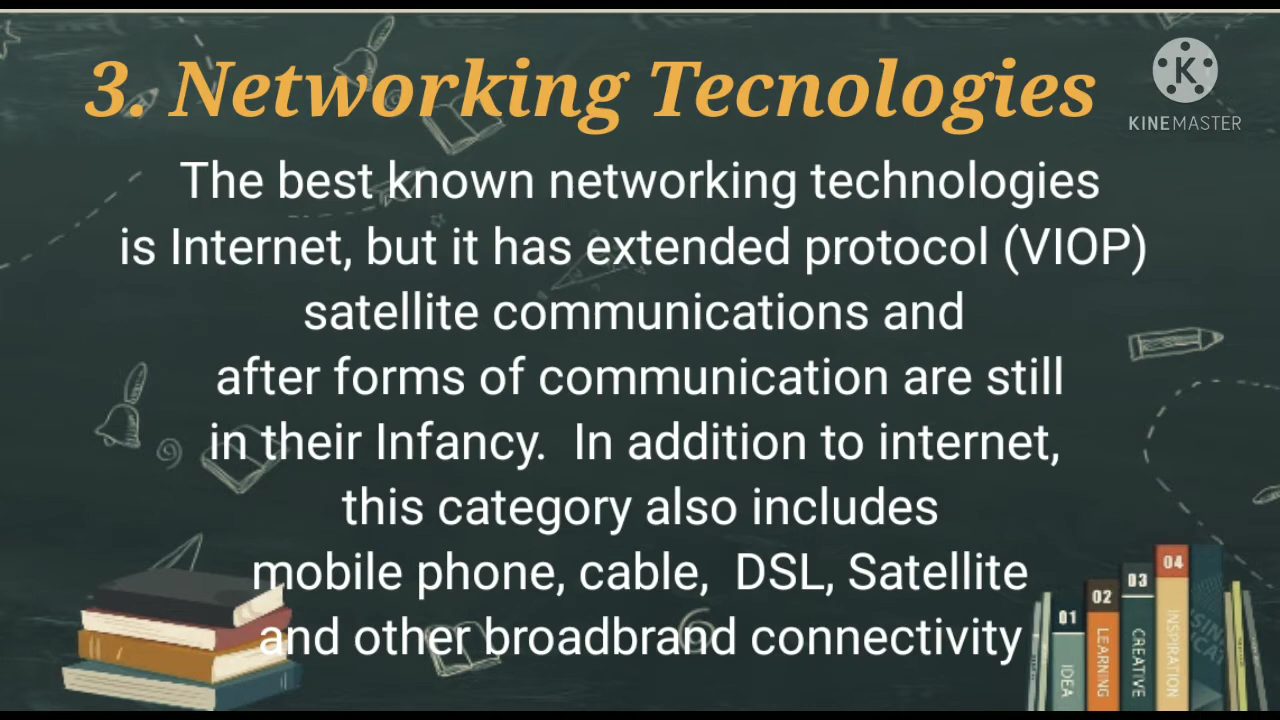 3. Networking Tecnologies
KINEMASTER
The best known networking technologies
is Internet, but it has extended protocol (VIOP)
satellite communications and
after forms of communication are still
in their Infancy. In addition to internet,
this category also includes
mobile phone, cable, DSL, Satellite
and other broadbrand connectivity
01
IDEA
02
LEARNING
03
CREATIVE
04
INSPIRATION